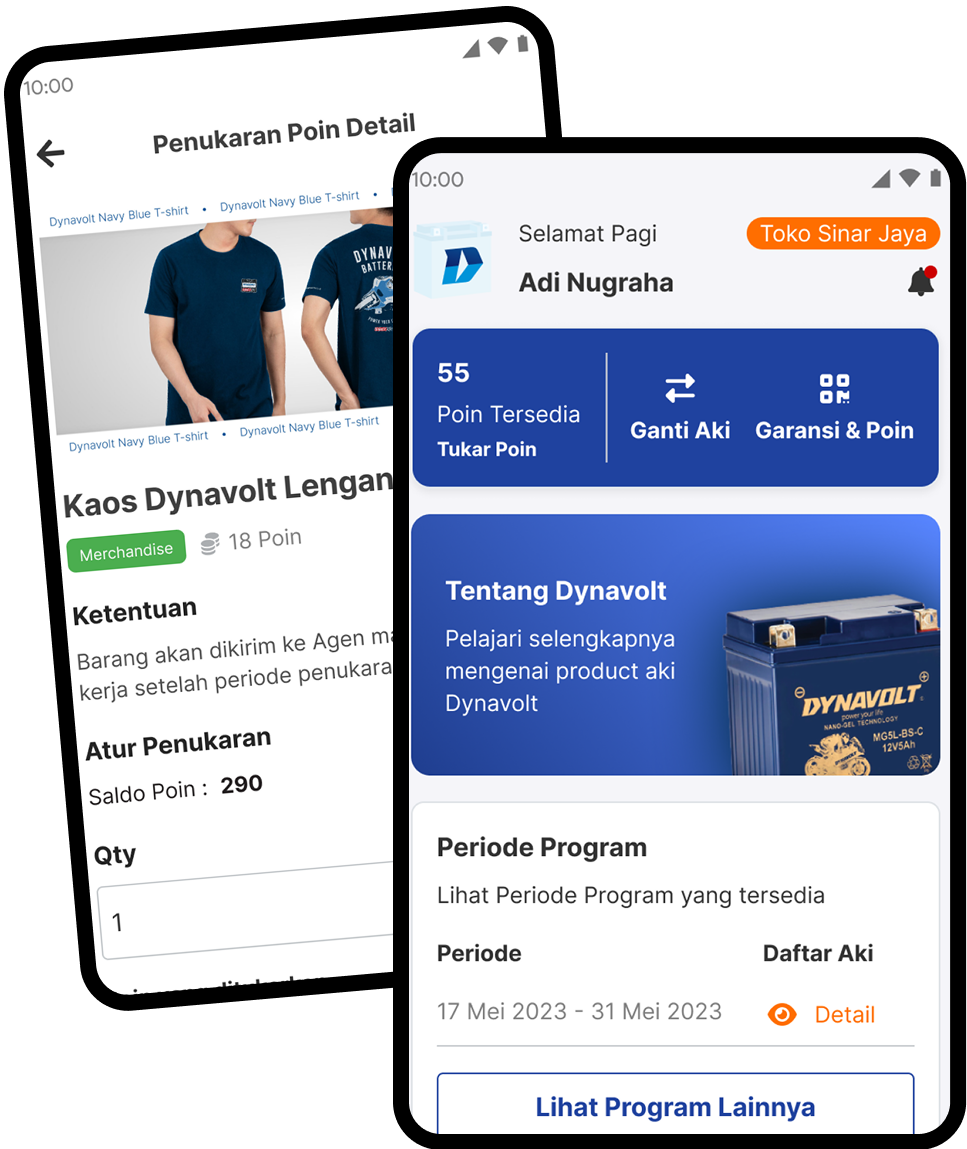 10:00
Penukaran Poin Detail
Dynavolt Navy Blue T-shirt • Dynavolt Navy Blue T-shirt •
DYNAV
BATTER
Dynavolt Navy Blue T-shirt • Dynavolt Navy Blue T-shirt
Kaos Dynavolt Lengan
Merchandise
18 Poin
Ketentuan
Barang akan dikirim ke Agen ma
kerja setelah periode penukara
Atur Penukaran
Saldo Poin : 290
Qty
1
10:00
Selamat Pagi
Toko Sinar Jaya
Adi Nugraha
55
Poin Tersedia
Tukar Poin
Ganti Aki
Garansi & Poin
Tentang Dynavolt
Pelajari selengkapnya
mengenai product aki
Dynavolt
DYNAVOLT
power your life
NANO-GEL TECHNOLOGY
MG5L-BS-C
12V5Ah
Periode Program
Lihat Periode Program yang tersedia
Periode
Daftar Aki
17 Mei 2023 - 31 Mei 2023
Detail
Lihat Program Lainnya